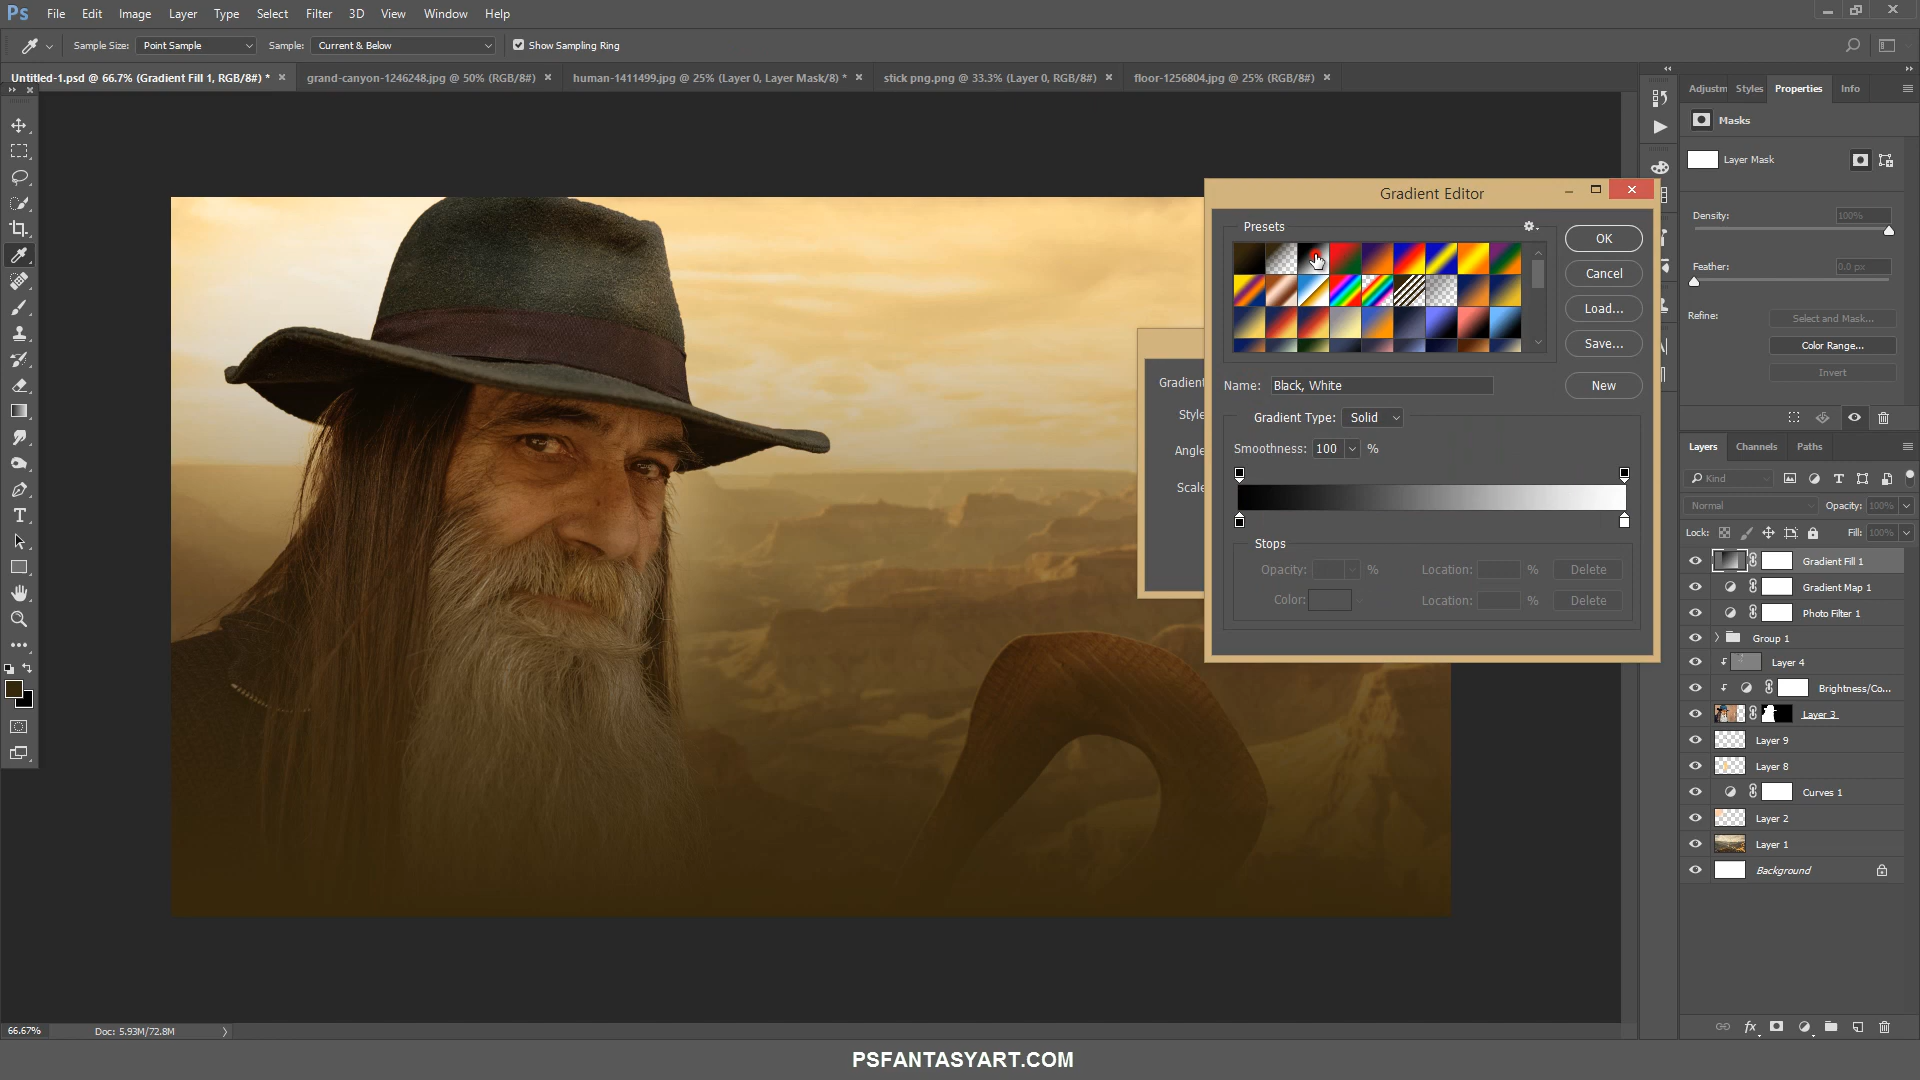 Ps File Edit Image Layer Type Select Filter 3D View Window Help
Sample Size: Point Sample Sample: Current & Below Show Sampling Ring
Untitled-1.psd @ 66.7% (Gradient Fill 1, RGB/8#) * grand-canyon-1246248.jpg @ 50% (RGB/8#) human-1411499.jpg @ 25% (Layer 0, Layer Mask/8) * stick png.png @ 33.3% (Layer 0, RGB/8#) floor-1256804.jpg @ 25% (RGB/8#)
Adjustm Styles Properties Info
Masks
Layer Mask
Density: 100%
Feather: 0.0 px
Refine: Select and Mask...
Color Range...
Invert
Gradient
Style
Angle
Scale
Gradient Editor
Presets
OK
Cancel
Load...
Save...
Name: Black, White
New
Gradient Type: Solid
Smoothness: 100 %
Stops
Opacity: % Location: % Delete
Color: Location: % Delete
Layers Channels Paths
Kind
Normal Opacity: 100%
Lock: Fill: 100%
Gradient Fill 1
Gradient Map 1
Photo Filter 1
Group 1
Layer 4
Brightness/Co...
Layer 3
Layer 9
Layer 8
Curves 1
Layer 2
Layer 1
Background
fx
66.67% Doc: 5.93M/72.8M
PSFANTASYART.COM